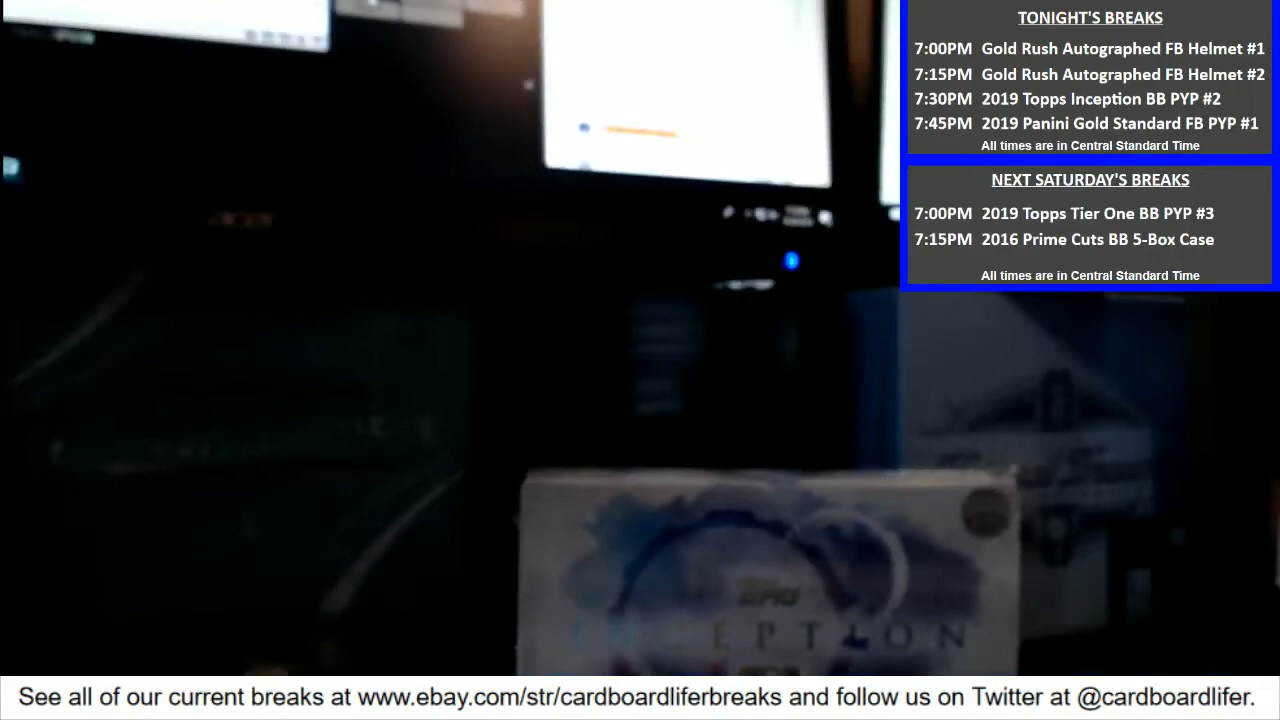 TONIGHT'S BREAKS
7:00PM Gold Rush Autographed FB Helmet #1
7:15PM Gold Rush Autographed FB Helmet #2
7:30PM 2019 Topps Inception BB PYP #2
7:45PM 2019 Panini Gold Standard FB PYP #1
All times are in Central Standard Time
NEXT SATURDAY'S BREAKS
7:00PM 2019 Topps Tier One BB PYP #3
7:15PM 2016 Prime Cuts BB 5-Box Case
All times are in Central Standard Time
acer
TOPPS
INCEPTION
See all of our current breaks at www.ebay.com/str/cardboardliferbreaks and follow us on Twitter at @cardboardlifer.